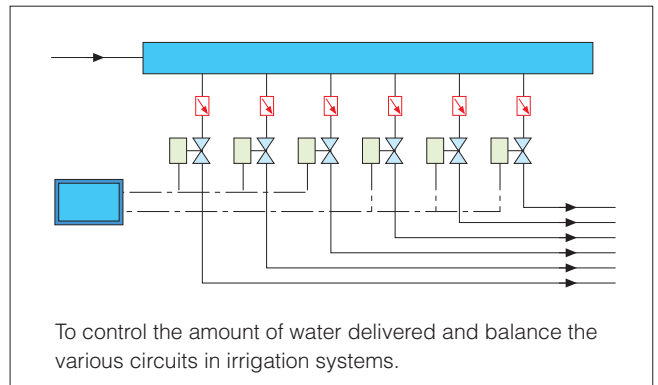 To control the amount of water delivered and balance the
various circuits in irrigation systems.